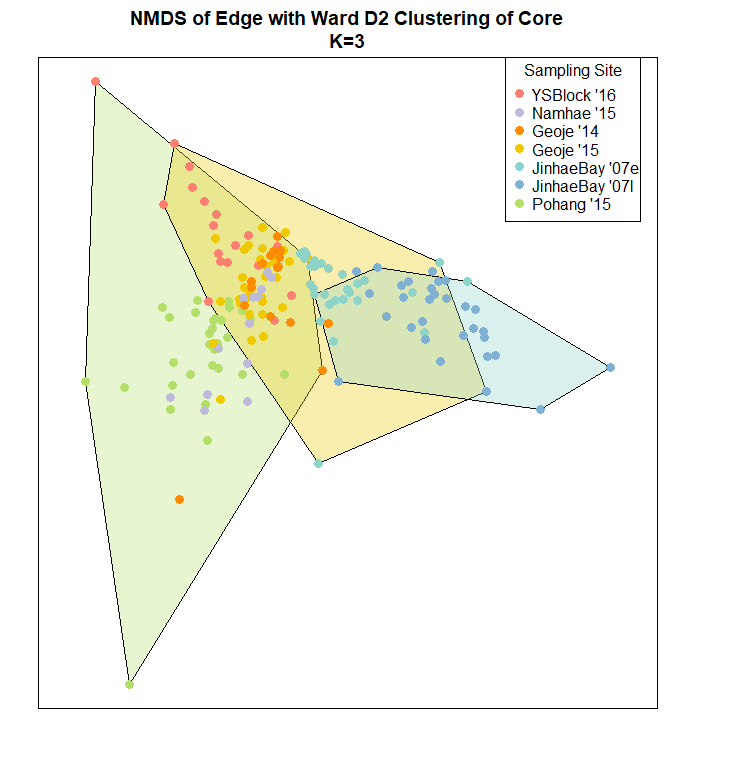 NMDS of Edge with Ward D2 Clustering of Core
K=3
Sampling Site
YSBlock '16
Namhae '15
Geoje '14
Geoje '15
JinhaeBay '07e
JinhaeBay '07l
Pohang '15